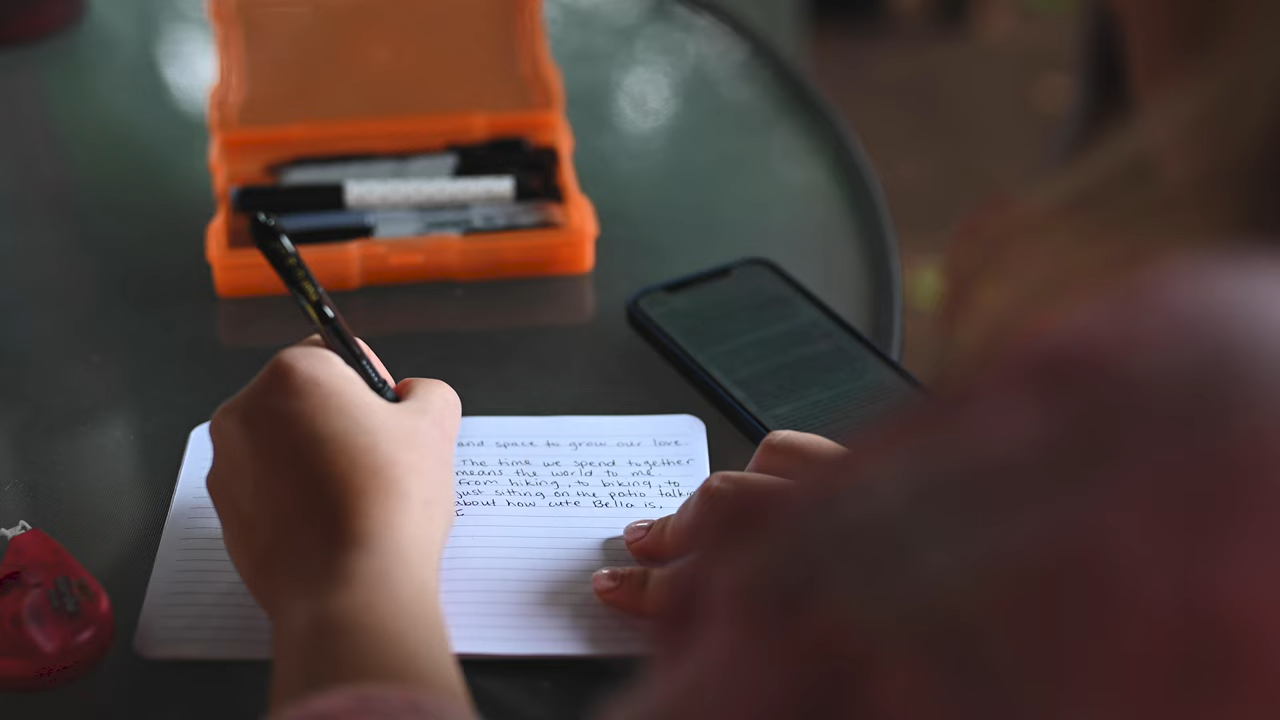 and space to grow our love.
The time we spend together
means the world to me.
From hiking, to biking, to
just sitting on the patio talking
about how cute Bella is,